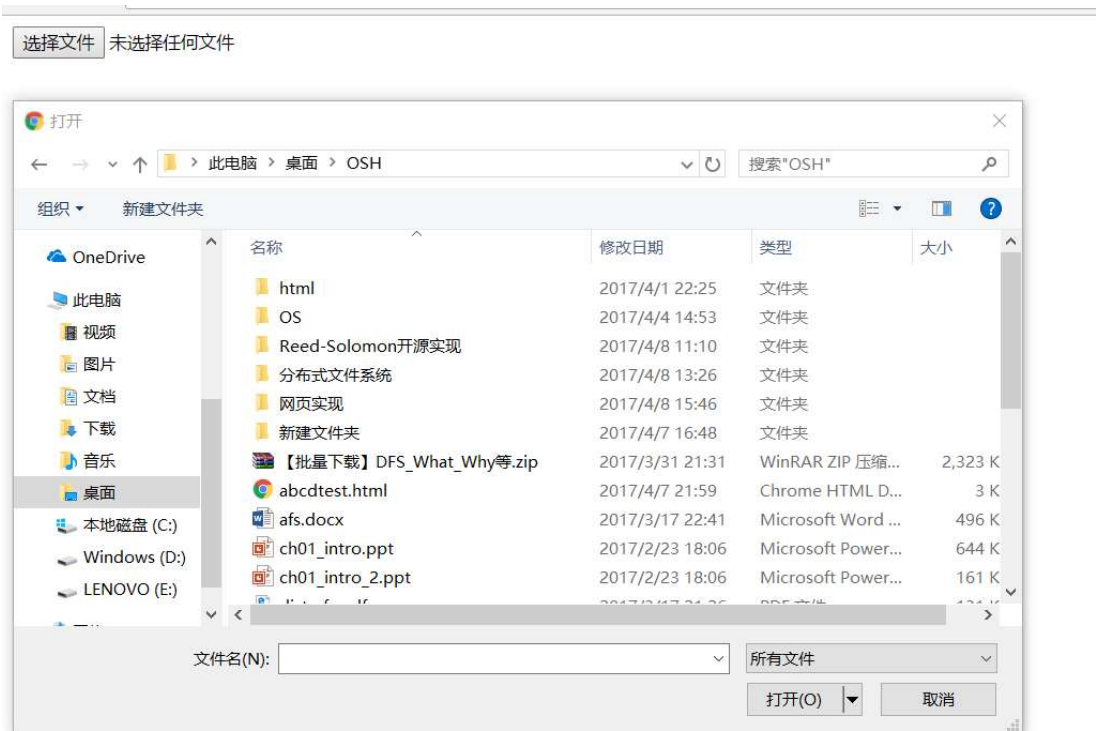 选择文件 未选择任何文件
打开
此电脑 > 桌面 > OSH 搜索"OSH"
组织 新建文件夹
名称 修改日期 类型 大小
OneDrive
此电脑
视频
图片
文档
下载
音乐
桌面
本地磁盘 (C:)
Windows (D:)
LENOVO (E:)
html 2017/4/1 22:25 文件夹
OS 2017/4/4 14:53 文件夹
Reed-Solomon开源实现 2017/4/8 11:10 文件夹
分布式文件系统 2017/4/8 13:26 文件夹
网页实现 2017/4/8 15:46 文件夹
新建文件夹 2017/4/7 16:48 文件夹
【批量下载】DFS_What_Why等.zip 2017/3/31 21:31 WinRAR ZIP 压缩... 2,323 K
abcdtest.html 2017/4/7 21:59 Chrome HTML D... 3 K
afs.docx 2017/3/17 22:41 Microsoft Word ... 496 K
ch01_intro.ppt 2017/2/23 18:06 Microsoft Power... 644 K
ch01_intro_2.ppt 2017/2/23 18:06 Microsoft Power... 161 K
文件名(N): 所有文件
打开(O) 取消